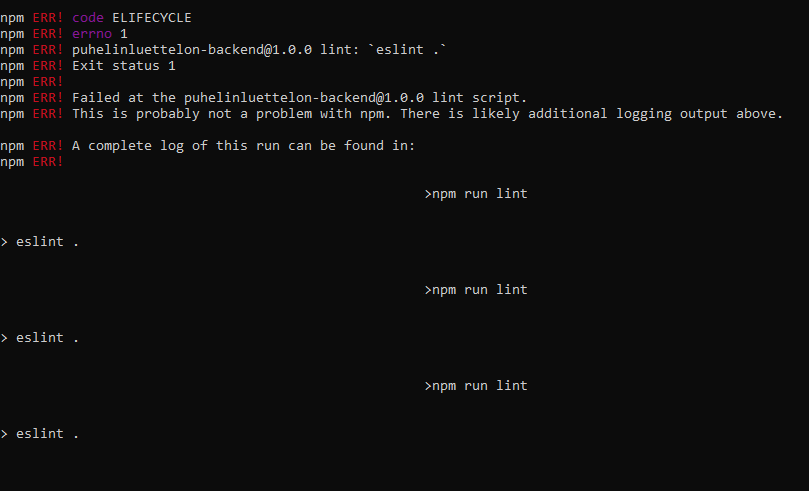 npm ERR! code ELIFECYCLE
npm ERR! errno 1
npm ERR! puhelinluettelon-backend@1.0.0 lint: `eslint .`
npm ERR! Exit status 1
npm ERR!
npm ERR! Failed at the puhelinluettelon-backend@1.0.0 lint script.
npm ERR! This is probably not a problem with npm. There is likely additional logging output above.
npm ERR! A complete log of this run can be found in:
npm ERR!
>npm run lint
> eslint .
>npm run lint
> eslint .
>npm run lint
> eslint .